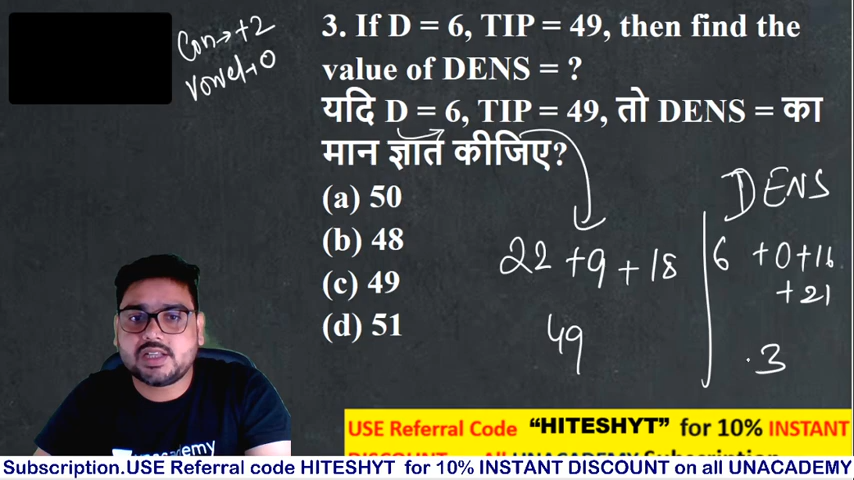 Con→+2
Vowel→0
3. If D = 6, TIP = 49, then find the
value of DENS = ?
यदि D = 6, TIP = 49, तो DENS = का
मान ज्ञात कीजिए?
(a) 50
(b) 48
(c) 49
(d) 51
DENS
22 +9 +18
6 +0+16
+21
49
3
USE Referral Code “HITESHYT” for 10% INSTANT
Subscription.USE Referral code HITESHYT for 10% INSTANT DISCOUNT on all UNACADEMY